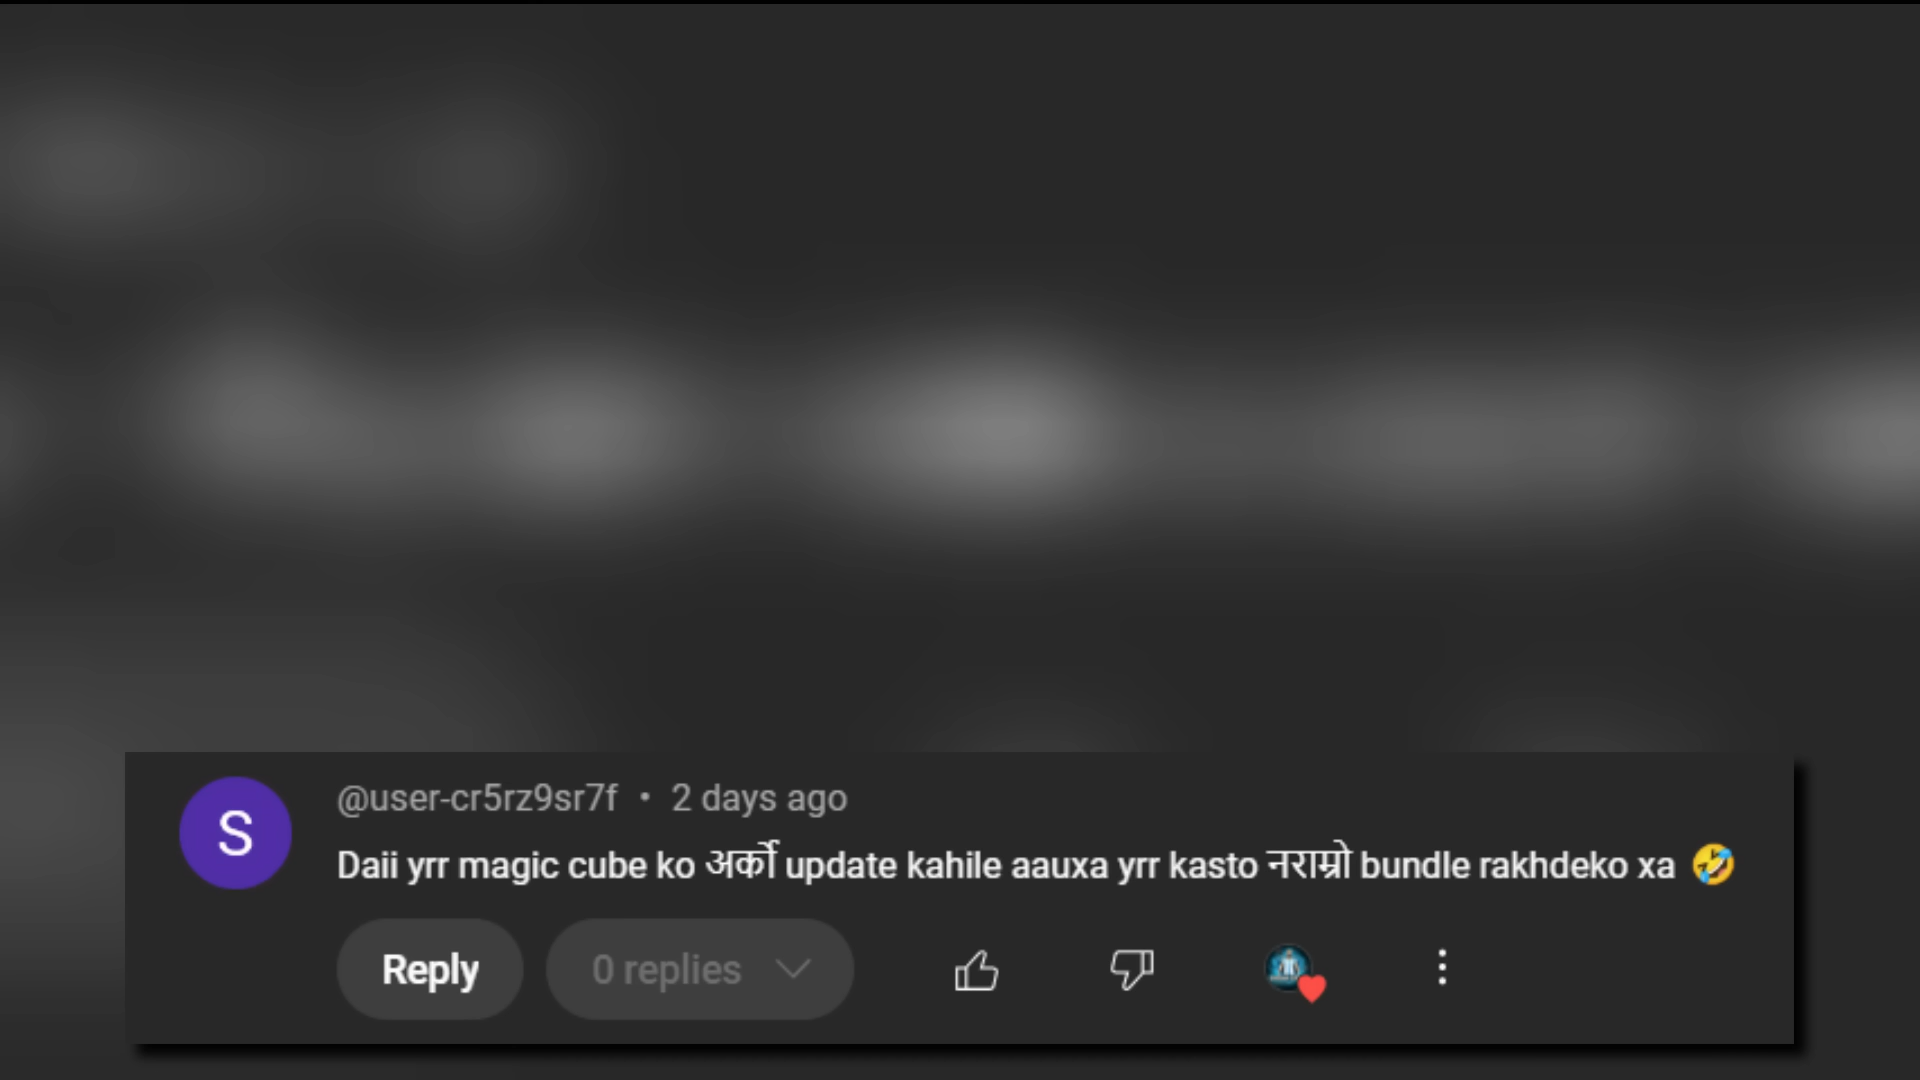 S
@user-cr5rz9sr7f • 2 days ago
Daii yrr magic cube ko अर्को update kahile aauxa yrr kasto नराम्रो bundle rakhdeko xa 🤣
Reply
0 replies